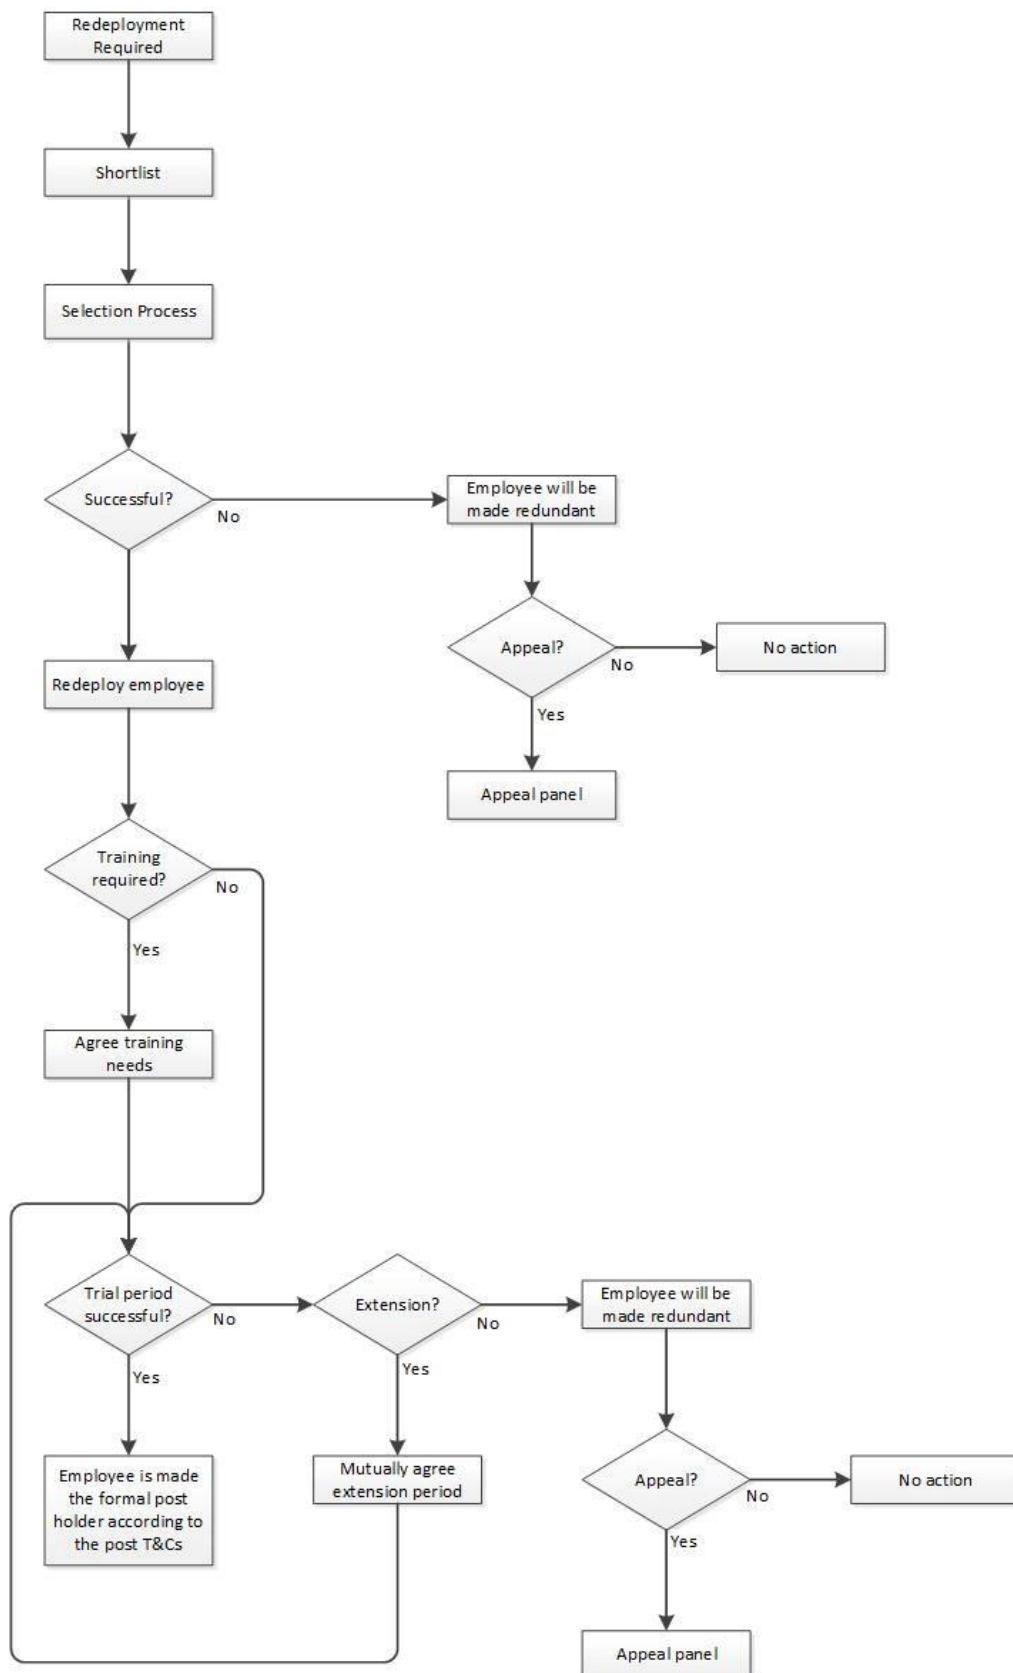 Redeployment
Required
Shortlist
Selection Process
Successful?
No
Employee will be
made redundant
Appeal?
No
No action
Yes
Appeal panel
Redeploy employee
Training
required?
No
Yes
Agree training
needs
Trial period
successful?
No
Yes
Extension?
No
Yes
Employee will be
made redundant
Employee is made
the formal post
holder according to
the post T&Cs
Mutually agree
extension period
Appeal?
No
No action
Yes
Appeal panel